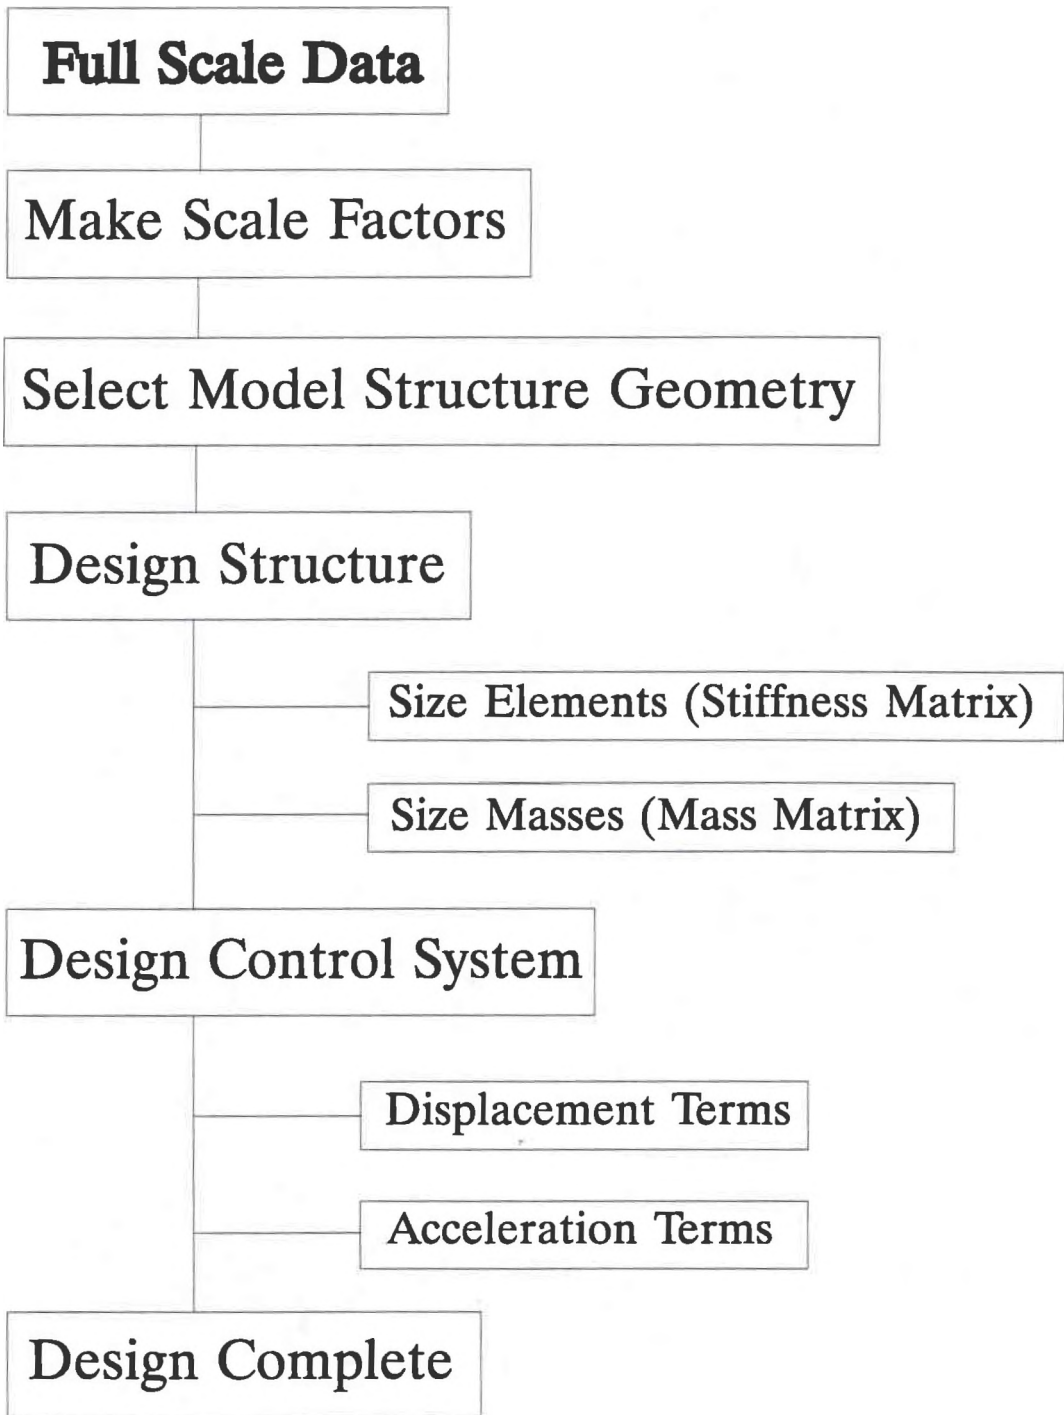 Full Scale Data
Make Scale Factors
Select Model Structure Geometry
Design Structure
Size Elements (Stiffness Matrix)
Size Masses (Mass Matrix)
Design Control System
Displacement Terms
Acceleration Terms
Design Complete